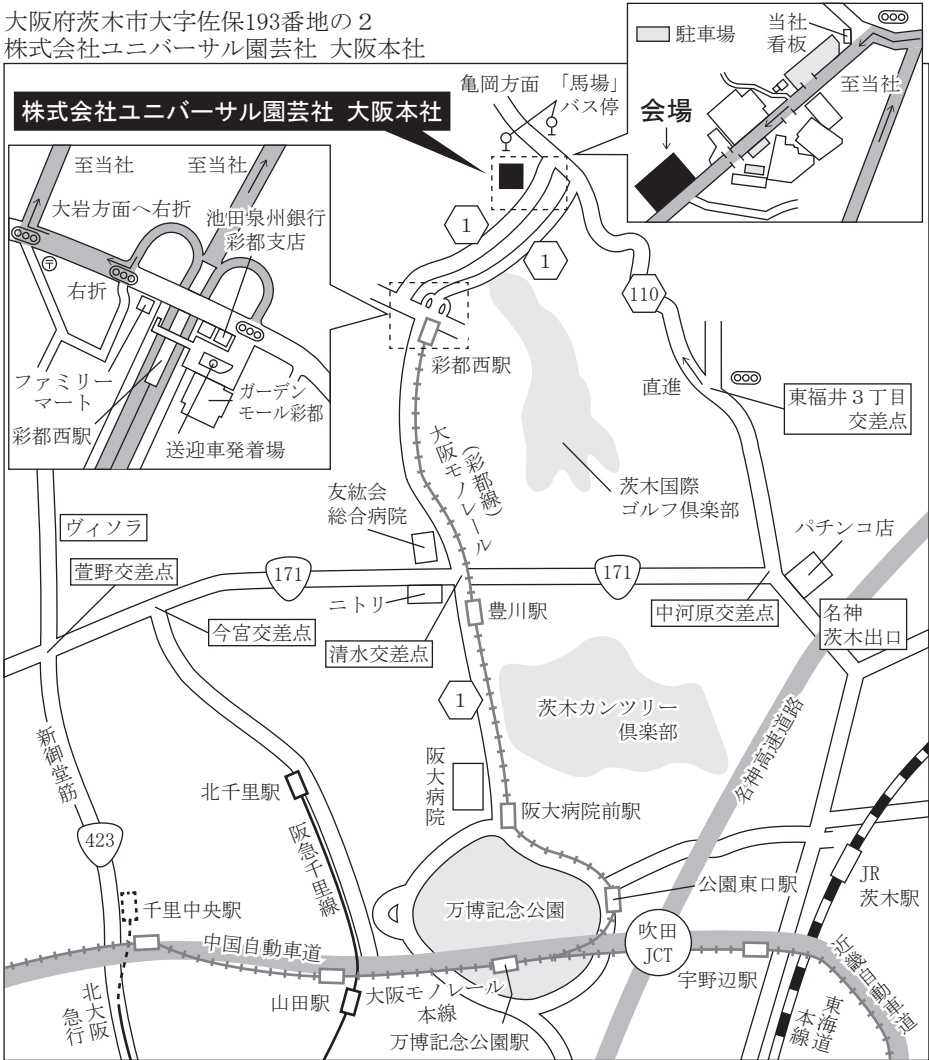 大阪府茨木市大字佐保193番地の2
株式会社ユニバーサル園芸社 大阪本社
駐車場
当社
看板
至当社
会場
亀岡方面
「馬場」
バス停
株式会社ユニバーサル園芸社 大阪本社
至当社
至当社
大岩方面へ右折
池田泉州銀行
彩都支店
〒
右折
ファミリー
マート
ガーデン
モール彩都
彩都西駅
送迎車発着場
1
1
110
彩都西駅
直進
東福井3丁目
交差点
大阪モノレール
(彩都線)
茨木国際
ゴルフ倶楽部
友紘会
総合病院
パチンコ店
ヴィソラ
萱野交差点
171
171
ニトリ
豊川駅
中河原交差点
名神
茨木出口
今宮交差点
清水交差点
1
茨木カンツリー
倶楽部
新御堂筋
阪大病院
名神高速道路
北千里駅
阪大病院前駅
423
阪急千里線
JR
茨木駅
公園東口駅
万博記念公園
千里中央駅
吹田
JCT
中国自動車道
近畿自動車道
宇野辺駅
山田駅
大阪モノレール
本線
北大阪
急行
東海道
本線
万博記念公園駅